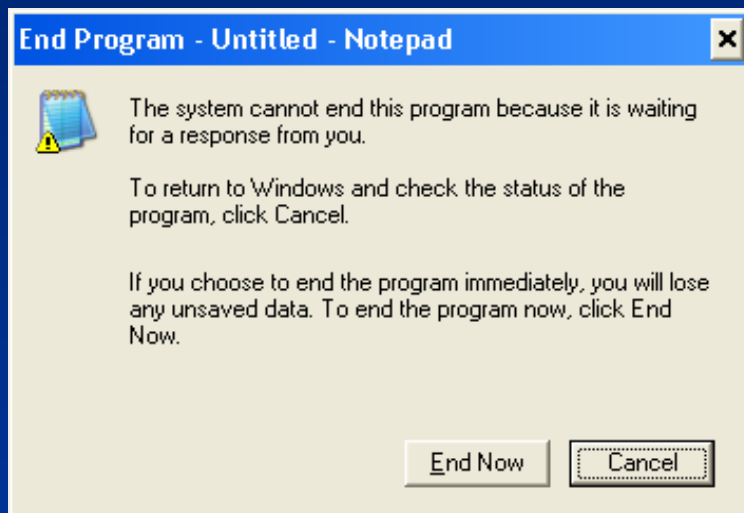 End Program - Untitled - Notepad
The system cannot end this program because it is waiting
for a response from you.
To return to Windows and check the status of the
program, click Cancel.
If you choose to end the program immediately, you will lose
any unsaved data. To end the program now, click End
Now.
End Now
Cancel